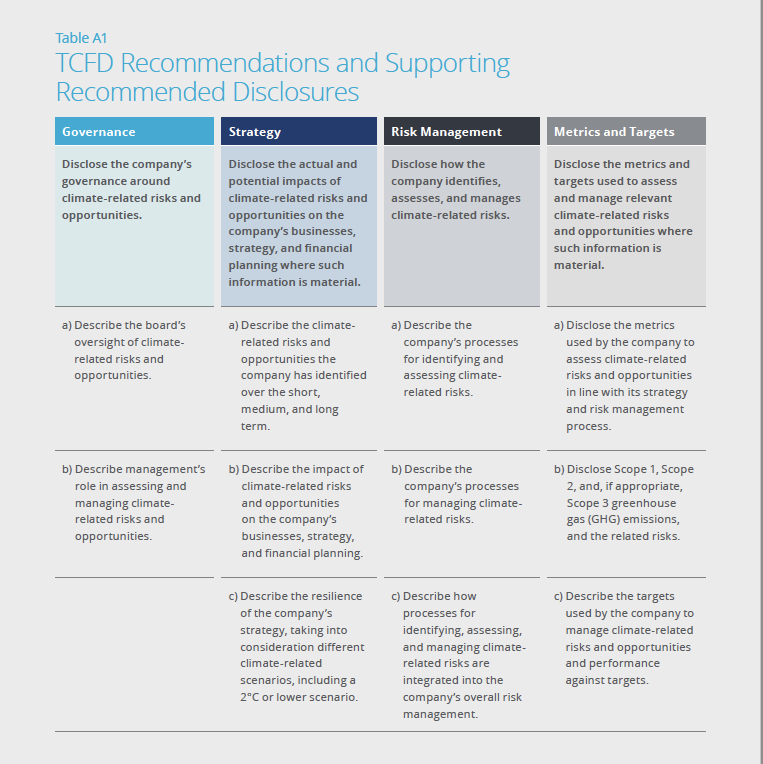 Table A1
TCFD Recommendations and Supporting
Recommended Disclosures
Governance
Disclose the company’s
governance around
climate-related risks and
opportunities.
a) Describe the board’s
oversight of climate-
related risks and
opportunities.
b) Describe management’s
role in assessing and
managing climate-
related risks and
opportunities.
Strategy
Disclose the actual and
potential impacts of
climate-related risks and
opportunities on the
company’s businesses,
strategy, and financial
planning where such
information is material.
a) Describe the climate-
related risks and
opportunities the
company has identified
over the short,
medium, and long
term.
b) Describe the impact of
climate-related risks
and opportunities
on the company’s
businesses, strategy,
and financial planning.
c) Describe the resilience
of the company’s
strategy, taking into
consideration different
climate-related
scenarios, including a
2°C or lower scenario.
Risk Management
Disclose how the
company identifies,
assesses, and manages
climate-related risks.
a) Describe the
company’s processes
for identifying and
assessing climate-
related risks.
b) Describe the
company’s processes
for managing climate-
related risks.
c) Describe how
processes for
identifying, assessing,
and managing climate-
related risks are
integrated into the
company’s overall risk
management.
Metrics and Targets
Disclose the metrics and
targets used to assess
and manage relevant
climate-related risks
and opportunities where
such information is
material.
a) Disclose the metrics
used by the company to
assess climate-related
risks and opportunities
in line with its strategy
and risk management
process.
b) Disclose Scope 1, Scope
2, and, if appropriate,
Scope 3 greenhouse
gas (GHG) emissions,
and the related risks.
c) Describe the targets
used by the company to
manage climate-related
risks and opportunities
and performance
against targets.